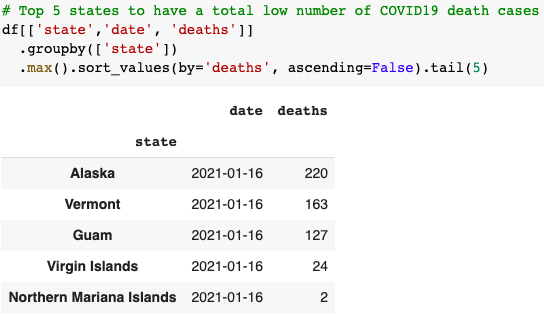 # Top 5 states to have a total low number of COVID19 death cases
df[['state','date', 'deaths']]
  .groupby(['state'])
  .max().sort_values(by='deaths', ascending=False).tail(5)
date deaths
state
Alaska 2021-01-16 220
Vermont 2021-01-16 163
Guam 2021-01-16 127
Virgin Islands 2021-01-16 24
Northern Mariana Islands 2021-01-16 2